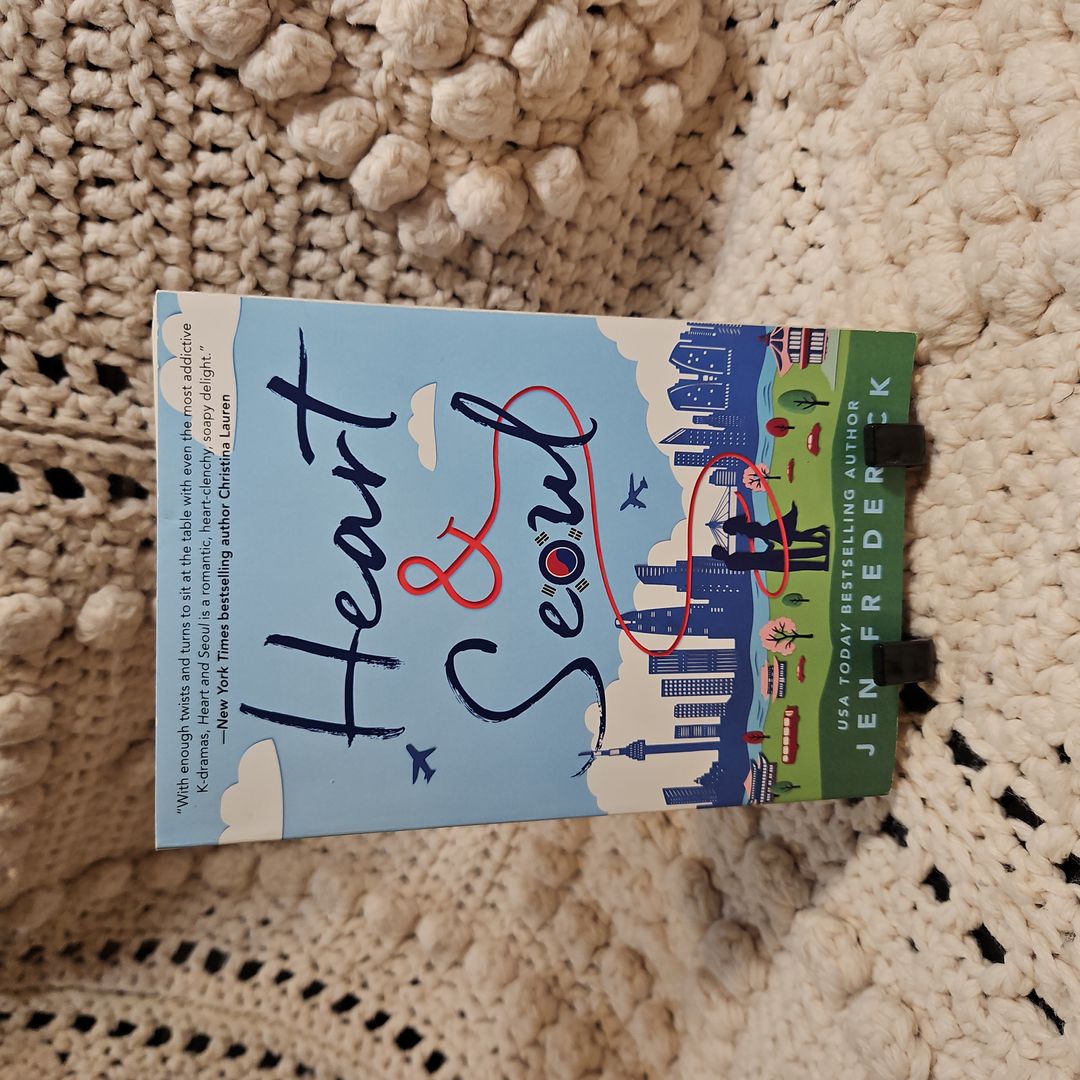 "With enough twists and turns to sit at the table with even the most addictive
K-dramas, Heart and Seoul is a romantic, heart-clenchy, soapy delight."
—New York Times bestselling author Christina Lauren
Heart
&
Seoul
USA TODAY BESTSELLING AUTHOR
JEN FREDERICK